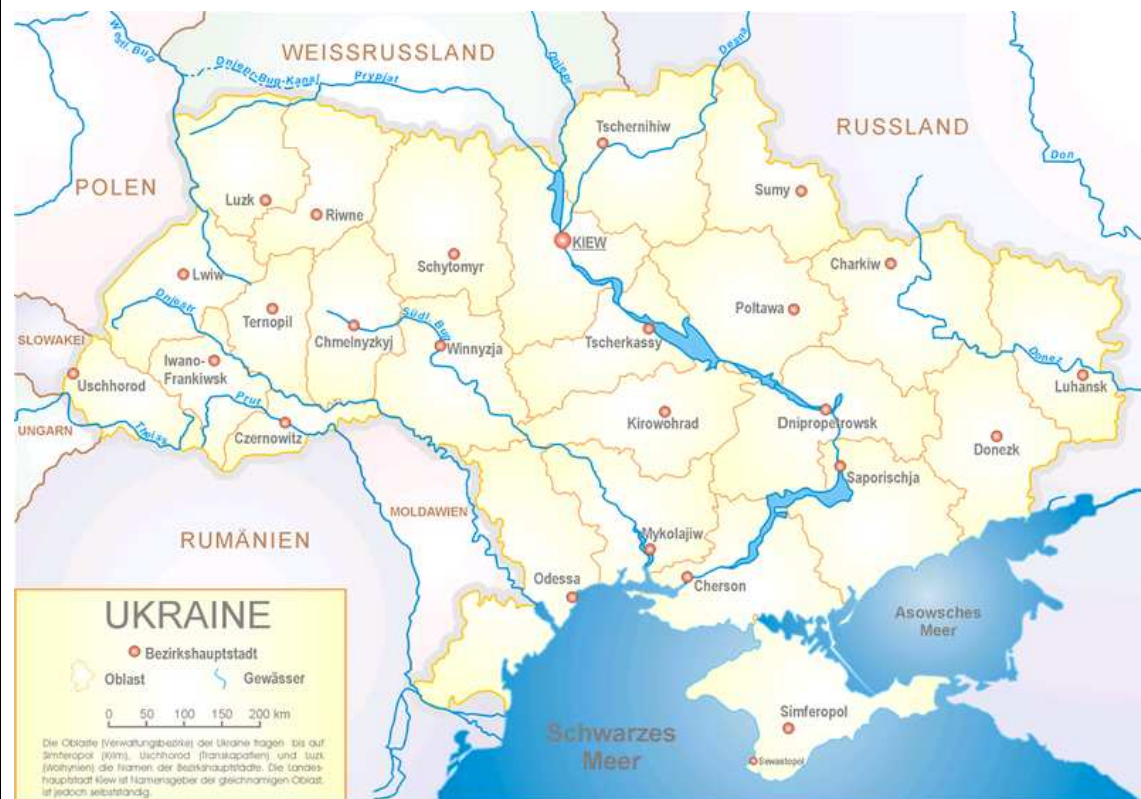 Westl. Bug
WEISSRUSSLAND
Dnjepr-Bug-Kanal
Prypjat
Dnjepr
Desna
Tschernihiw
RUSSLAND
Don
POLEN
Luzk
Riwne
Sumy
KIEW
Schytomyr
Charkiw
Lwiw
Dnjestr
Ternopil
Chmelnyzkyj
Südl. Bug
Winnyzja
Tscherkassy
Poltawa
SLOWAKEI
Iwano-
Frankiwsk
Uschhorod
Donez
Luhansk
Prut
Theiss
Czernowitz
UNGARN
Kirowohrad
Dnipropetrowsk
Donezk
Saporischja
MOLDAWIEN
RUMÄNIEN
Mykolajiw
Odessa
Cherson
Asowsches
Meer
Simferopol
Schwarzes
Meer
Sewastopol
UKRAINE
Bezirkshauptstadt
Oblast
Gewässer
0 50 100 150 200 km
Die Oblaste (Verwaltungsbezirke) der Ukraine tragen bis auf
Simferopol (Krim), Uschhorod (Transkapatien) und Luzk
(Wolhynien) die Namen der Bezirkshauptstädte. Die Landes-
hauptstadt Kiew ist Namensgeber der gleichnamigen Oblast,
ist jedoch selbstständig.